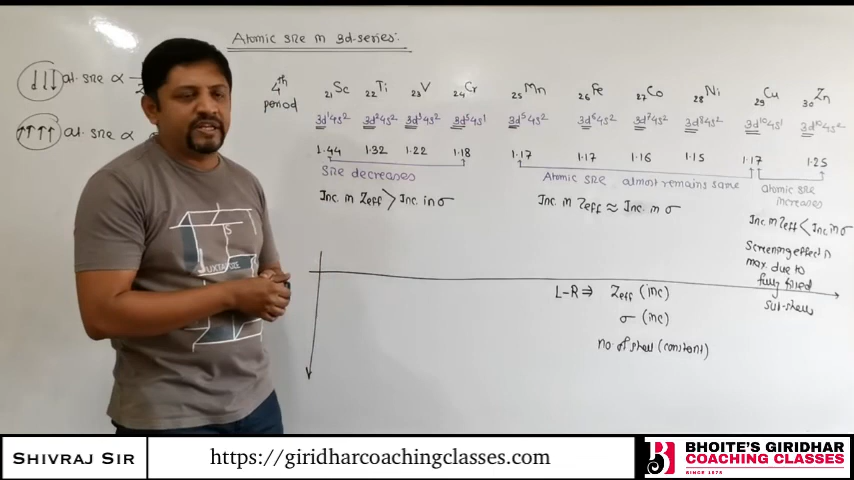 Atomic size in 3d-series:-
↓↓↓ at. size ∝
↑↑↑↑ at. size ∝
4th period
21Sc 22Ti 23V 24Cr 25Mn 26Fe 27Co 28Ni 29Cu 30Zn
3d¹4s² 3d²4s² 3d³4s² 3d⁵4s¹ 3d⁵4s² 3d⁶4s² 3d⁷4s² 3d⁸4s² 3d¹⁰4s¹ 3d¹⁰4s²
1.44 1.32 1.22 1.18 1.17 1.17 1.16 1.15 1.17 1.25
Size decreases
Inc. in Zeff > Inc. in σ
Atomic size almost remains same
Inc. in Zeff ≈ Inc. in σ
Atomic size
increases
Inc. in Zeff < Inc. in σ
Screening effect is
max. due to
fully filled
sub-shells
L-R ⇒ Zeff (inc)
σ (inc)
no. of shell (constant)
JUXTAPOZE
SHIVRAJ SIR
https://giridharcoachingclasses.com
BHOITE'S GIRIDHAR
COACHING CLASSES
SINCE 1975